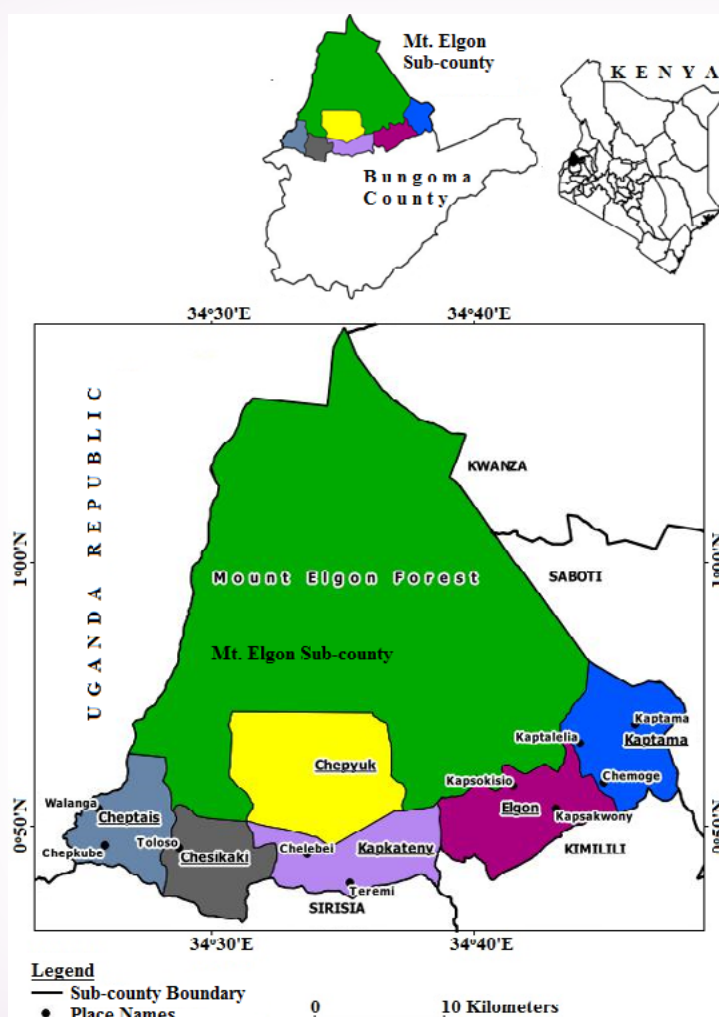 Mt. Elgon
Sub-county
K E N Y A
Bungoma
County
34°30'E
34°40'E
UGANDA REPUBLIC
KWANZA
1°00'N
1°00'N
SABOTI
Mount Elgon Forest
Mt. Elgon Sub-county
Kaptama
Kaptalelia
Kaptama
Chepyuk
Kapsokisio
Chemoge
Walanga
Cheptais
Elgon
Kapsakwony
0°50'N
0°50'N
Toloso
Chepkube
Chesikaki
Chelebei
Kapkateny
KIMILILI
Teremi
SIRISIA
34°30'E
34°40'E
Legend
Sub-county Boundary
Place Names
0
10 Kilometers